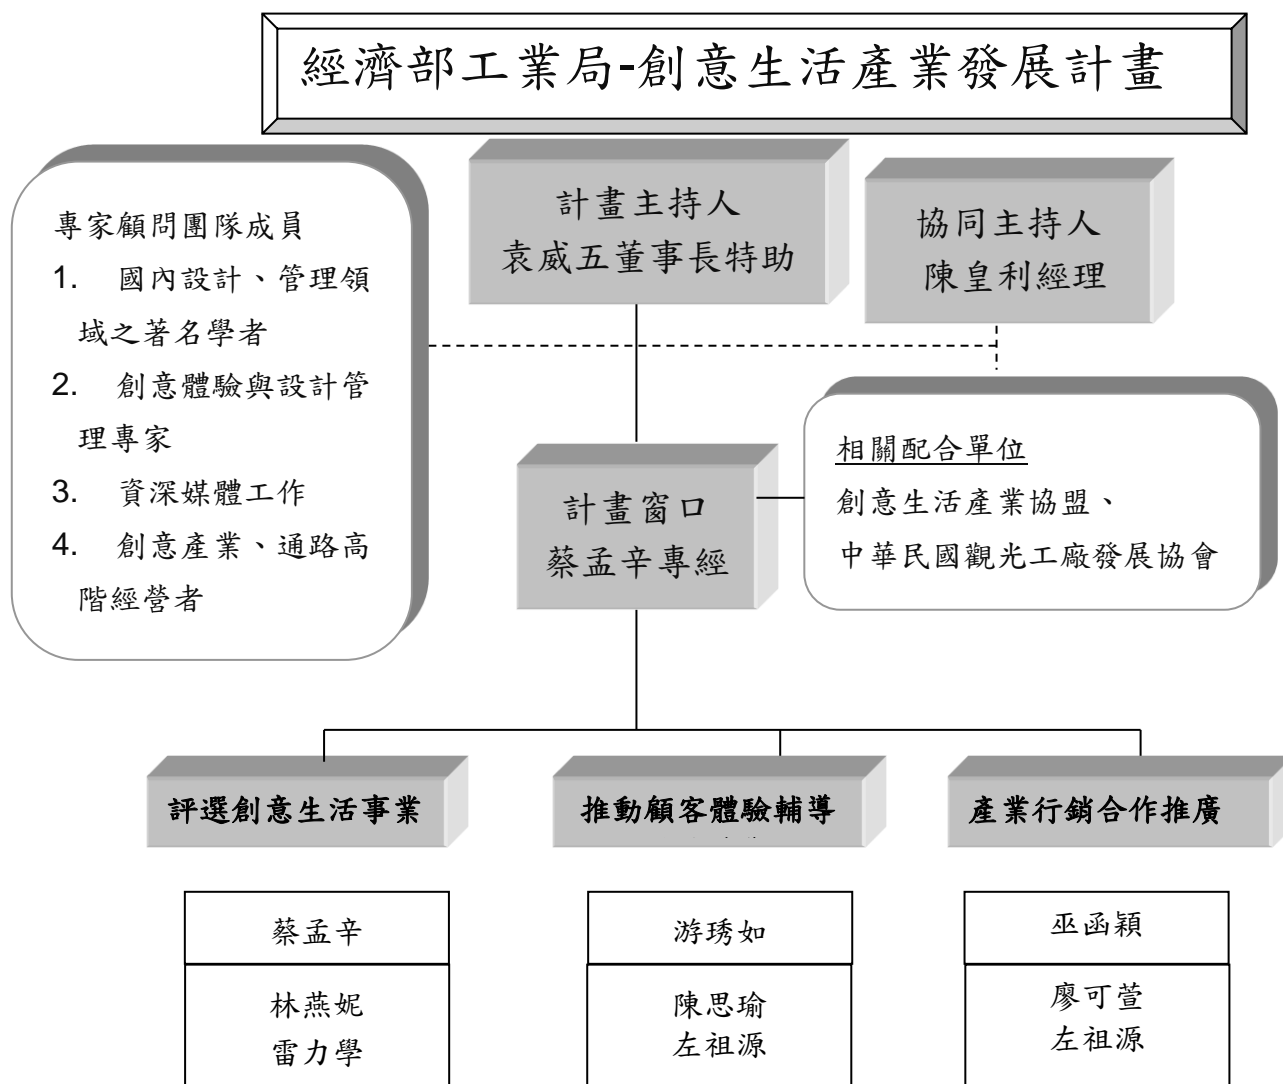 經濟部工業局-創意生活產業發展計畫
計畫主持人
袁威五董事長特助
協同主持人
陳皇利經理
專家顧問團隊成員
1. 國內設計、管理領
域之著名學者
2. 創意體驗與設計管
理專家
3. 資深媒體工作
4. 創意產業、通路高
階經營者
計畫窗口
蔡孟辛專經
相關配合單位
創意生活產業協盟、
中華民國觀光工廠發展協會
評選創意生活事業
推動顧客體驗輔導
產業行銷合作推廣
蔡孟辛
林燕妮
雷力學
游琇如
陳思瑜
左祖源
巫函穎
廖可萱
左祖源